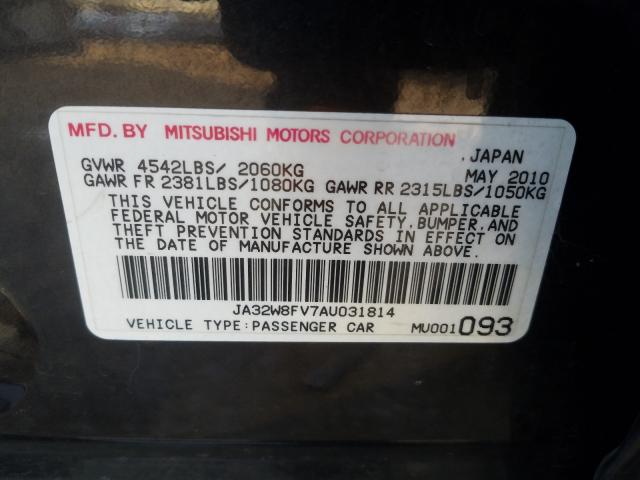 MFD. BY MITSUBISHI MOTORS CORPORATION
.JAPAN
GVWR 4542LBS/ 2060KG MAY 2010
GAWR FR 2381LBS/1080KG GAWR RR 2315LBS/1050KG
THIS VEHICLE CONFORMS TO ALL APPLICABLE
FEDERAL MOTOR VEHICLE SAFETY.BUMPER,AND
THEFT PREVENTION STANDARDS IN EFFECT ON
THE DATE OF MANUFACTURE SHOWN ABOVE.
JA32W8FV7AU031814
VEHICLE TYPE:PASSENGER CAR MU001093